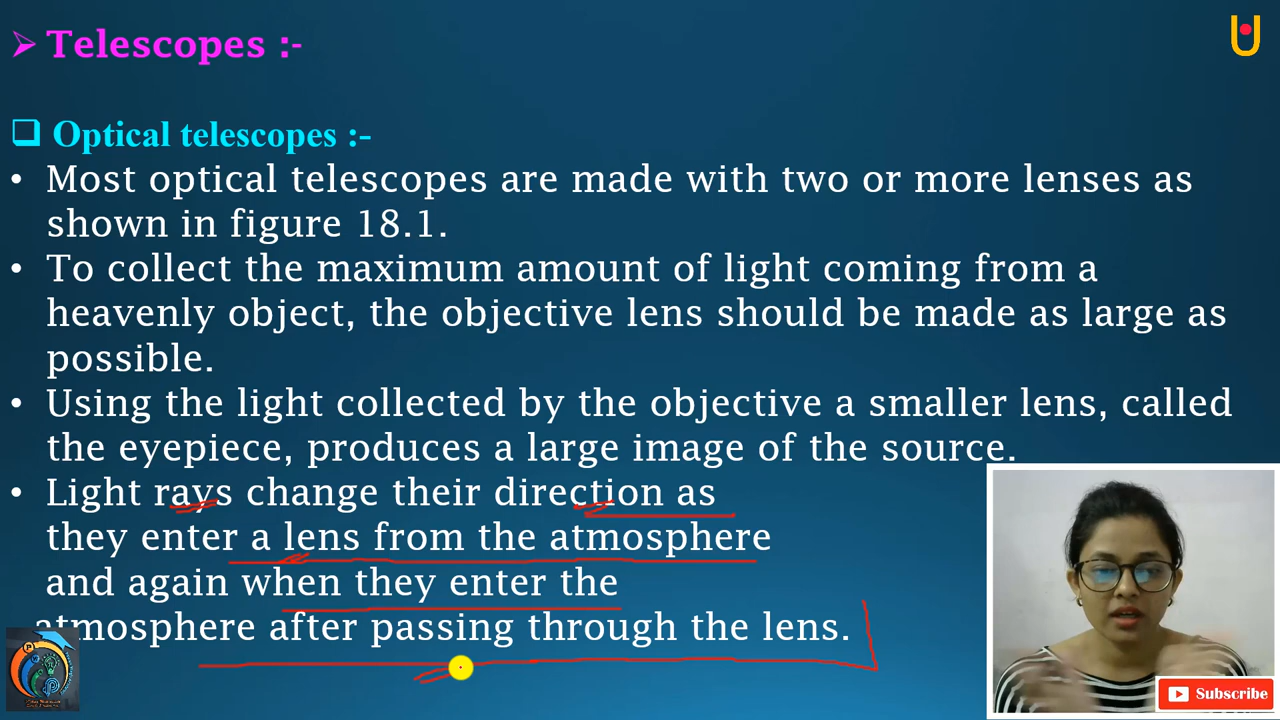 ➢ Telescopes :-
❑ Optical telescopes :-
• Most optical telescopes are made with two or more lenses as
shown in figure 18.1.
• To collect the maximum amount of light coming from a
heavenly object, the objective lens should be made as large as
possible.
• Using the light collected by the objective a smaller lens, called
the eyepiece, produces a large image of the source.
• Light rays change their direction as
they enter a lens from the atmosphere
and again when they enter the
atmosphere after passing through the lens.
Subscribe